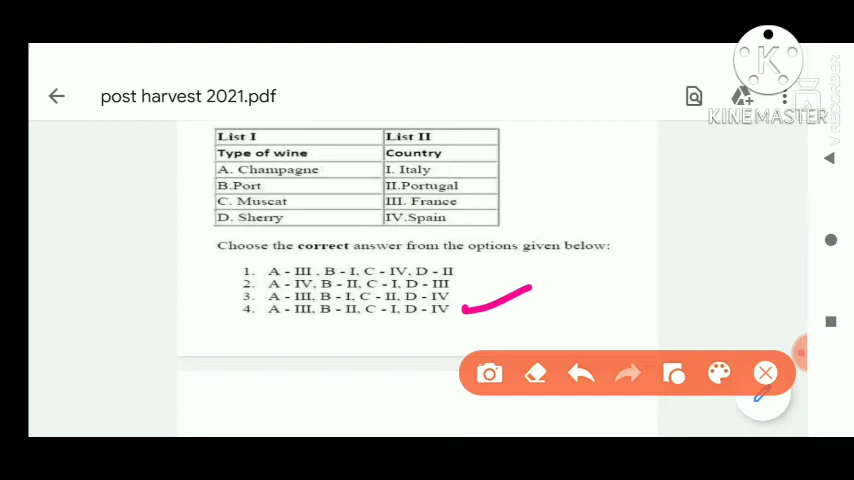 post harvest 2021.pdf
K
KINEMASTER
V RECORDER
List I List II
Type of wine Country
A. Champagne I. Italy
B.Port II.Portugal
C. Muscat III. France
D. Sherry IV.Spain
Choose the correct answer from the options given below:
1. A - III , B - I, C - IV, D - II
2. A - IV, B - II, C - I, D - III
3. A - III, B - I, C - II, D - IV
4. A - III, B - II, C - I, D - IV